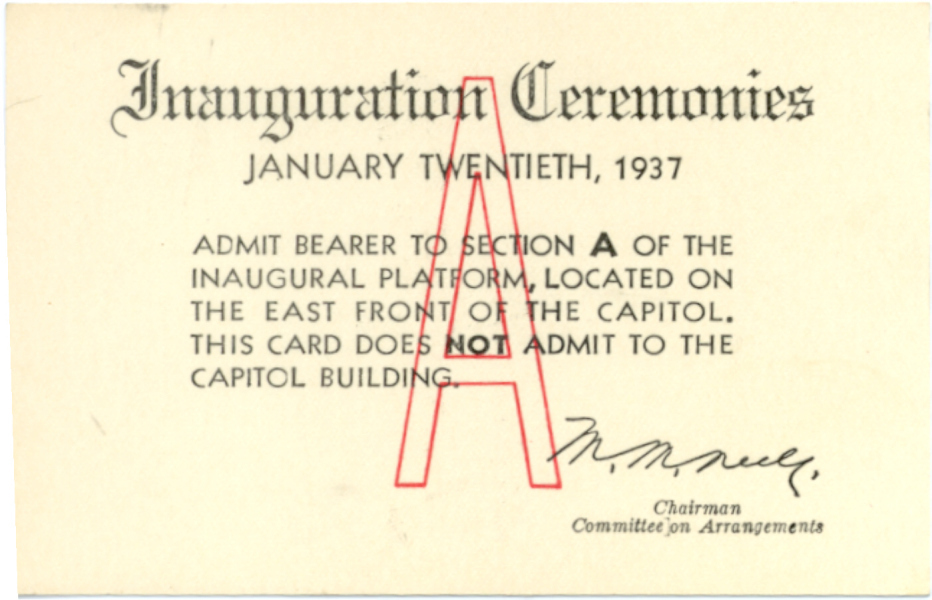 Inauguration Ceremonies
JANUARY TWENTIETH, 1937
ADMIT BEARER TO SECTION A OF THE
INAUGURAL PLATFORM, LOCATED ON
THE EAST FRONT OF THE CAPITOL.
THIS CARD DOES NOT ADMIT TO THE
CAPITOL BUILDING.
A
M. M. Neely.
Chairman
Committee on Arrangements